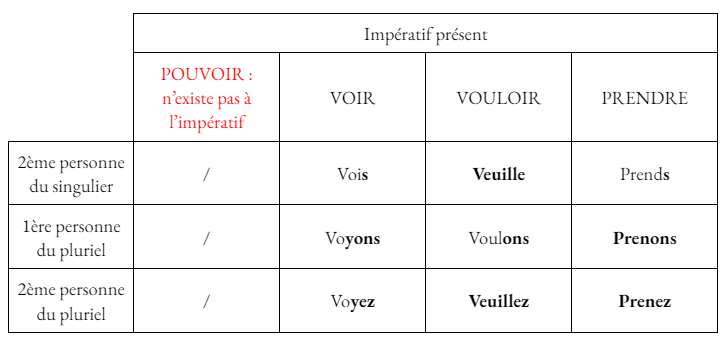 Impératif présent
POUVOIR :
n’existe pas à
l’impératif
VOIR
VOULOIR
PRENDRE
2ème personne
du singulier
/
Vois
Veuille
Prends
1ère personne
du pluriel
/
Voyons
Voulons
Prenons
2ème personne
du pluriel
/
Voyez
Veuillez
Prenez